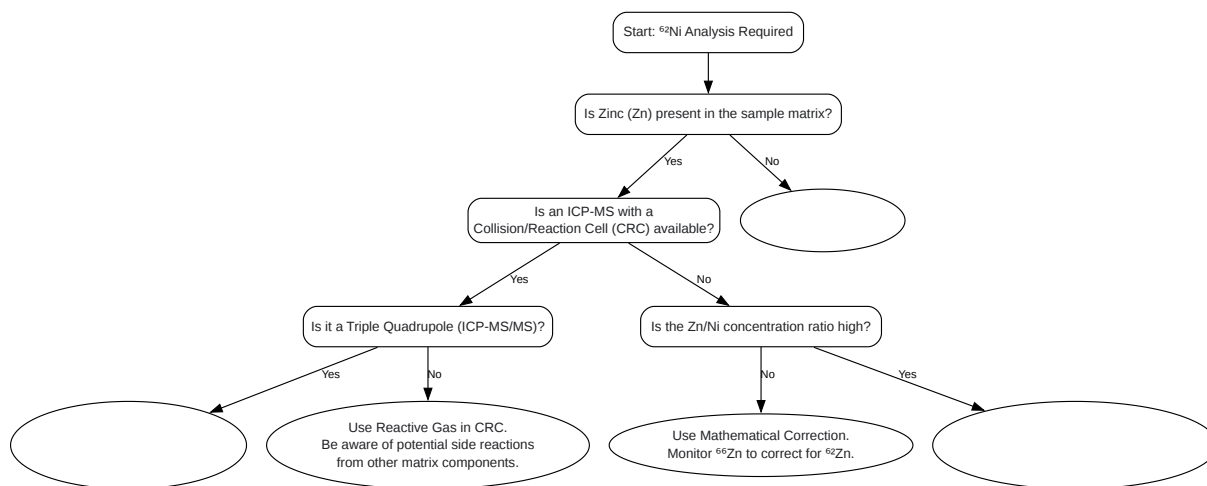 Start: ⁶²Ni Analysis Required
Is Zinc (Zn) present in the sample matrix?
Yes
No
Is an ICP-MS with a
Collision/Reaction Cell (CRC) available?
Yes
No
Is it a Triple Quadrupole (ICP-MS/MS)?
Is the Zn/Ni concentration ratio high?
Yes
No
No
Yes
Use Reactive Gas in CRC.
Be aware of potential side reactions
from other matrix components.
Use Mathematical Correction.
Monitor ⁶⁶Zn to correct for ⁶²Zn.